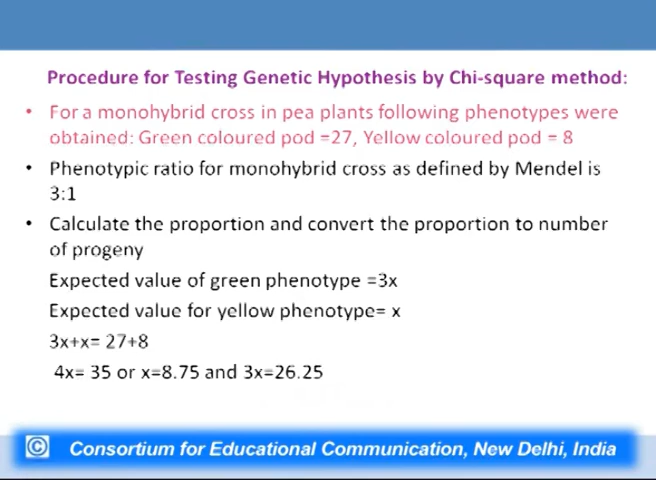 Procedure for Testing Genetic Hypothesis by Chi-square method:
• For a monohybrid cross in pea plants following phenotypes were
obtained: Green coloured pod =27, Yellow coloured pod = 8
• Phenotypic ratio for monohybrid cross as defined by Mendel is
3:1
• Calculate the proportion and convert the proportion to number
of progeny
Expected value of green phenotype =3x
Expected value for yellow phenotype= x
3x+x= 27+8
4x= 35 or x=8.75 and 3x=26.25
© Consortium for Educational Communication, New Delhi, India